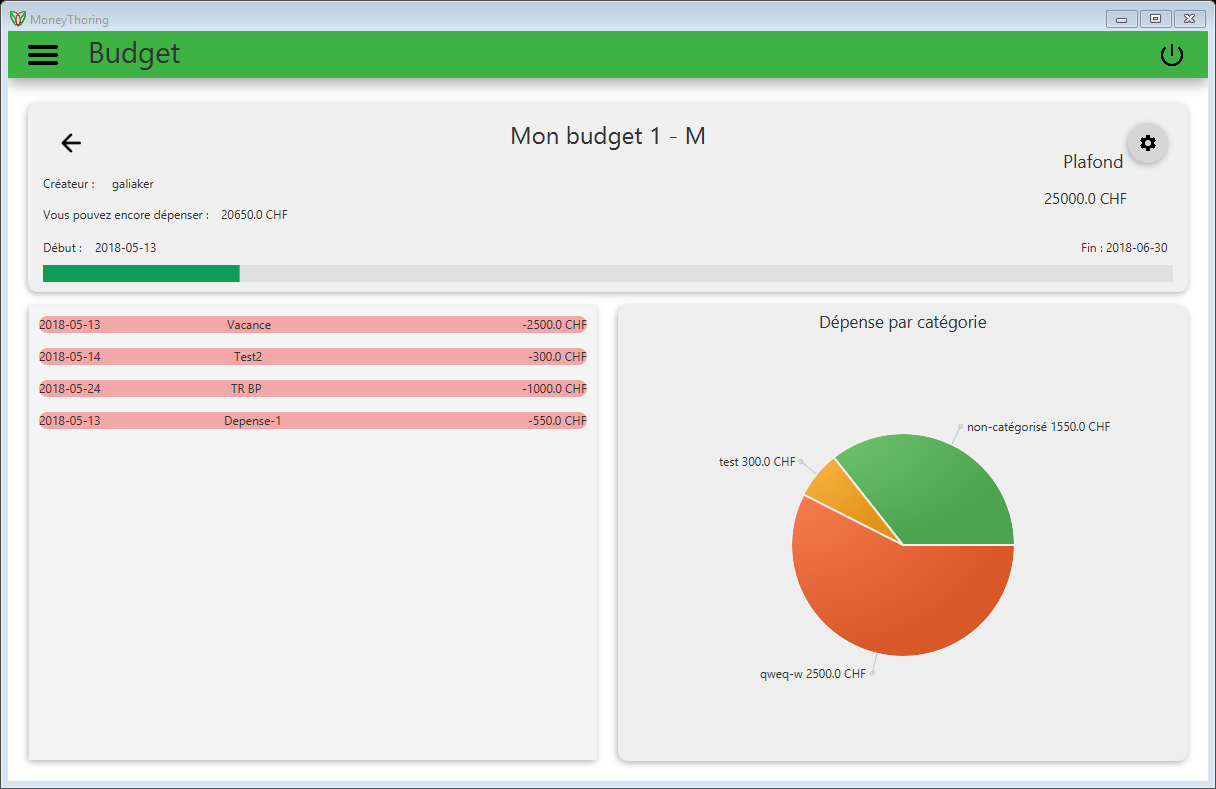 MoneyThoring
Budget
Mon budget 1 - M
Plafond
25000.0 CHF
Créateur : galiaker
Vous pouvez encore dépenser : 20650.0 CHF
Début : 2018-05-13
Fin : 2018-06-30
2018-05-13 Vacance -2500.0 CHF
2018-05-14 Test2 -300.0 CHF
2018-05-24 TR BP -1000.0 CHF
2018-05-13 Depense-1 -550.0 CHF
Dépense par catégorie
non-catégorisé 1550.0 CHF
test 300.0 CHF
qweq-w 2500.0 CHF